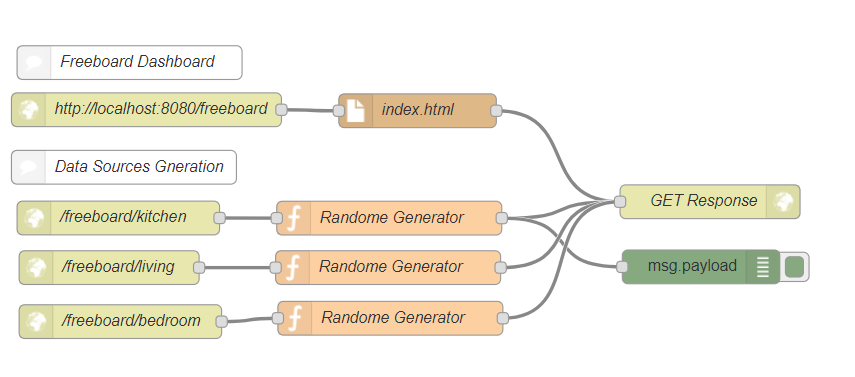 Freeboard Dashboard
http://localhost:8080/freeboard
index.html
Data Sources Gneration
/freeboard/kitchen
Randome Generator
GET Response
/freeboard/living
Randome Generator
msg.payload
/freeboard/bedroom
Randome Generator